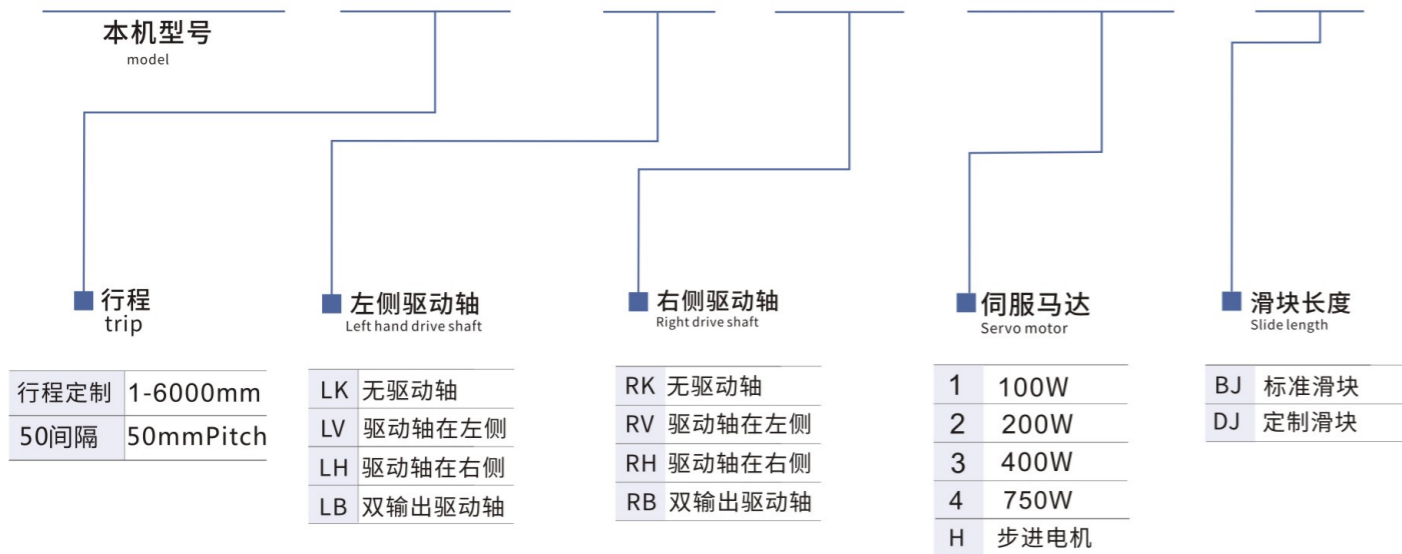 本机型号
model
行程
trip
左侧驱动轴
Left hand drive shaft
右侧驱动轴
Right drive shaft
伺服马达
Servo motor
滑块长度
Slide length
行程定制 1-6000mm
50间隔 50mmPitch
LK 无驱动轴
LV 驱动轴在左侧
LH 驱动轴在右侧
LB 双输出驱动轴
RK 无驱动轴
RV 驱动轴在左侧
RH 驱动轴在右侧
RB 双输出驱动轴
1 100W
2 200W
3 400W
4 750W
H 步进电机
BJ 标准滑块
DJ 定制滑块